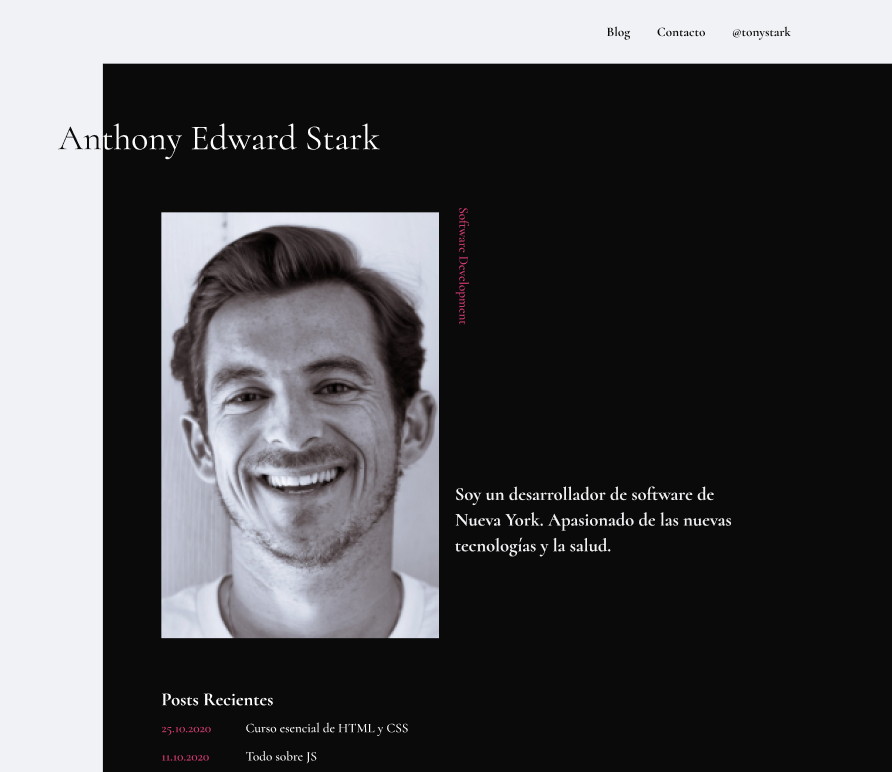 Blog Contacto @tonystark
Anthony Edward Stark
Software Development
Soy un desarrollador de software de
Nueva York. Apasionado de las nuevas
tecnologías y la salud.
Posts Recientes
25.10.2020 Curso esencial de HTML y CSS
11.10.2020 Todo sobre JS